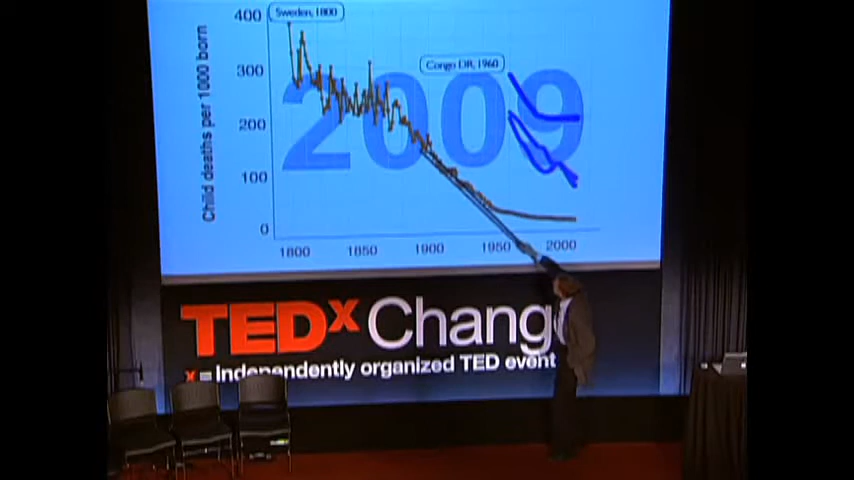 400
Sweden, 1800
Child deaths per 1000 born
300
Congo DR, 1960
2009
200
100
0
1800 1850 1900 1950 2000
TEDx Chang
x = Independently organized TED event